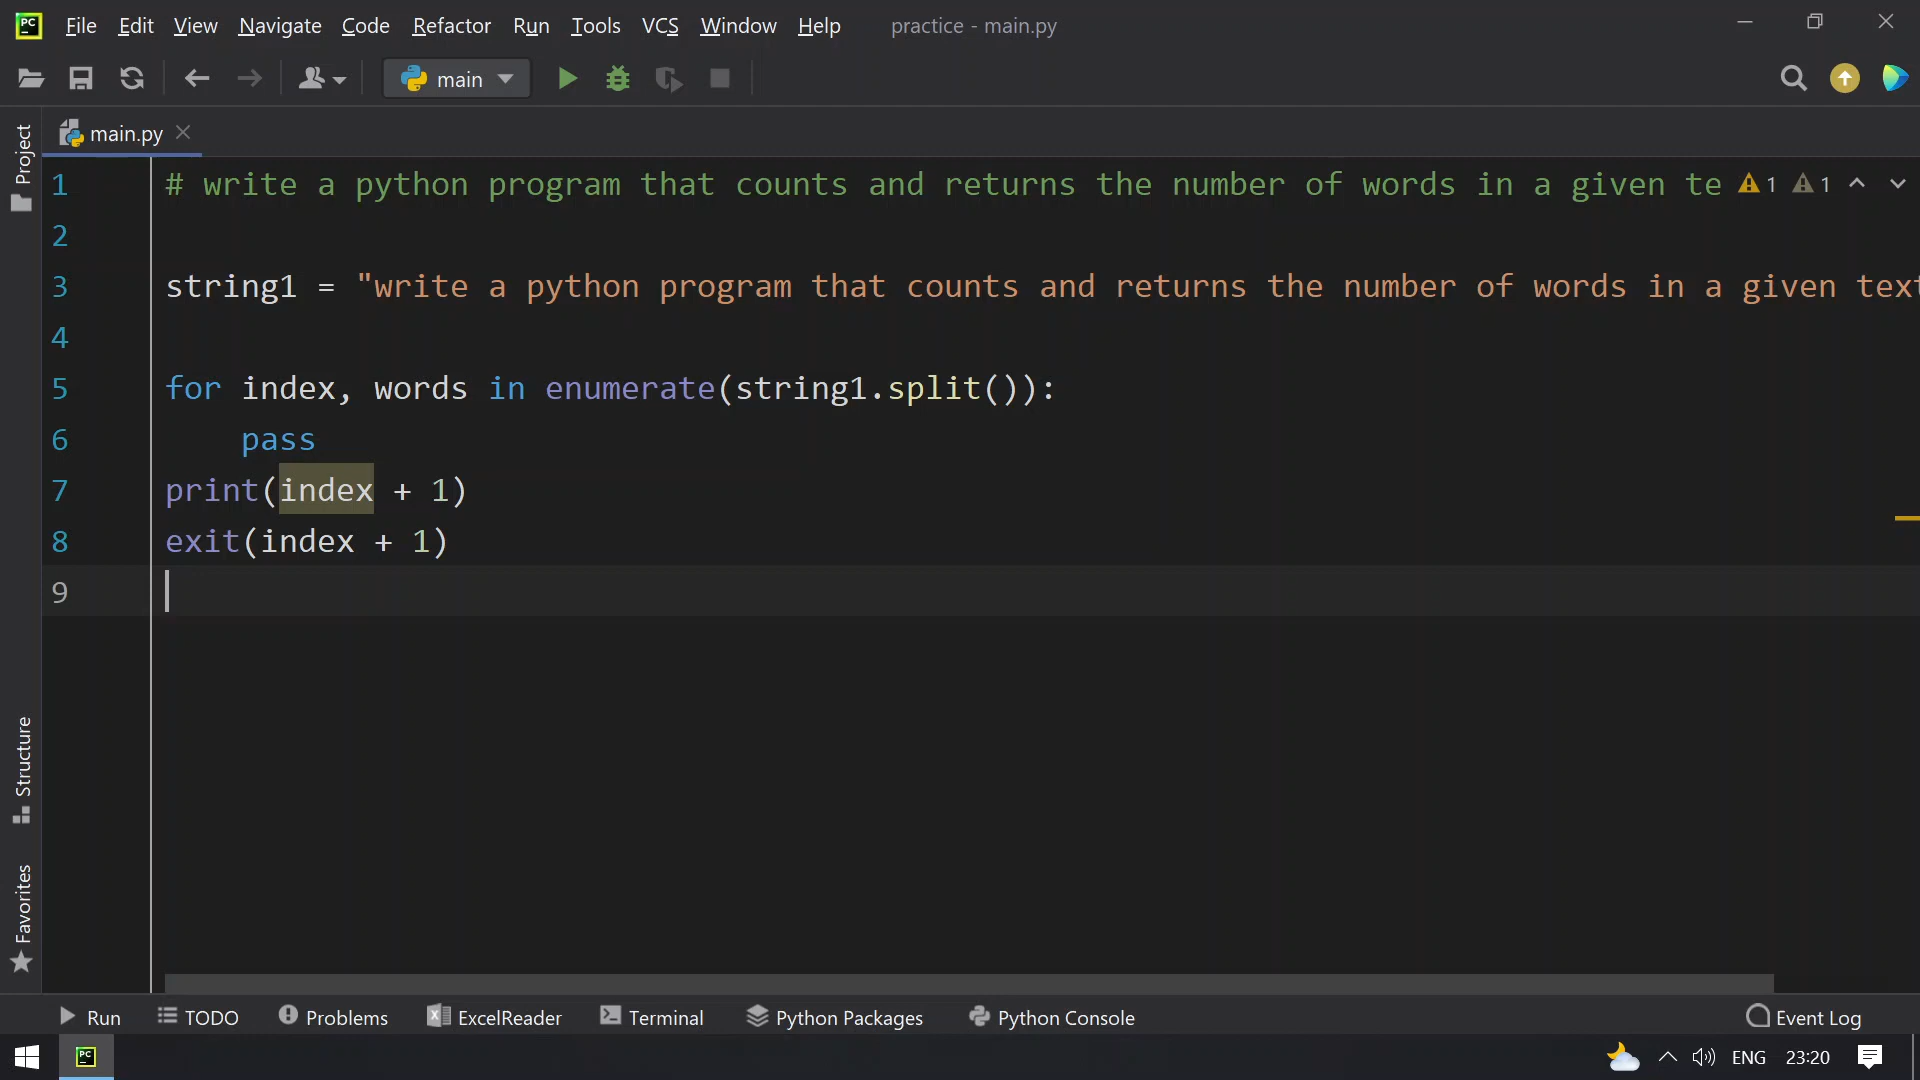 PC File Edit View Navigate Code Refactor Run Tools VCS Window Help practice - main.py
main
main.py
Project
1 # write a python program that counts and returns the number of words in a given te 1 1
2
3 string1 = "write a python program that counts and returns the number of words in a given text
4
5 for index, words in enumerate(string1.split()):
6 pass
7 print(index + 1)
8 exit(index + 1)
9
Structure
Favorites
Run TODO Problems ExcelReader Terminal Python Packages Python Console Event Log
PC ENG 23:20